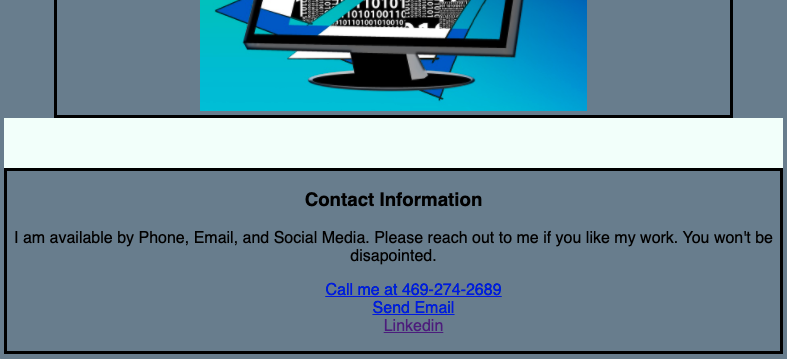 Contact Information
I am available by Phone, Email, and Social Media. Please reach out to me if you like my work. You won't be
disapointed.
Call me at 469-274-2689
Send Email
Linkedin